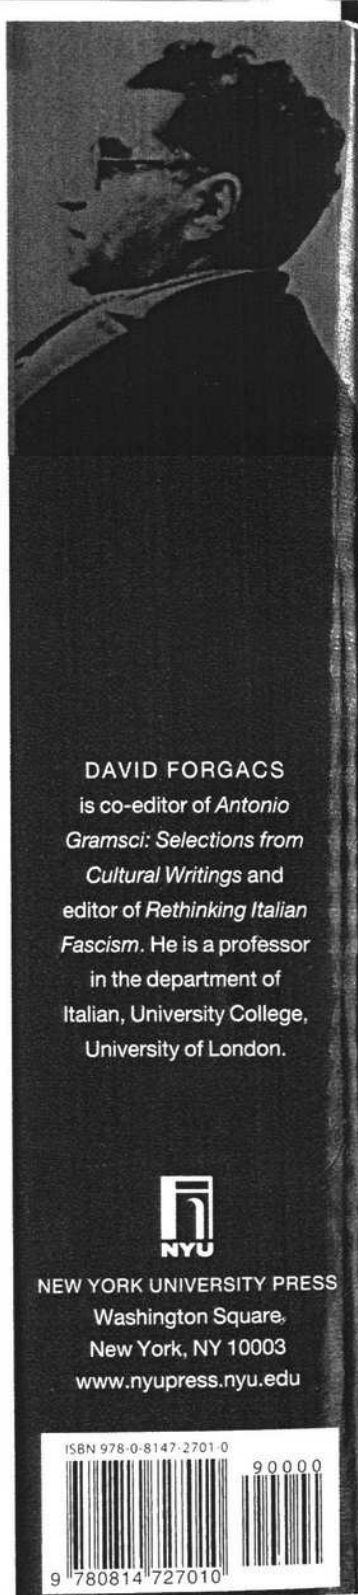 DAVID FORGACS
is co-editor of Antonio
Gramsci: Selections from
Cultural Writings and
editor of Rethinking Italian
Fascism. He is a professor
in the department of
Italian, University College,
University of London.
NYU
NEW YORK UNIVERSITY PRESS
Washington Square,
New York, NY 10003
www.nyupress.nyu.edu
ISBN 978-0-8147-2701-0
90000
9 780814 727010